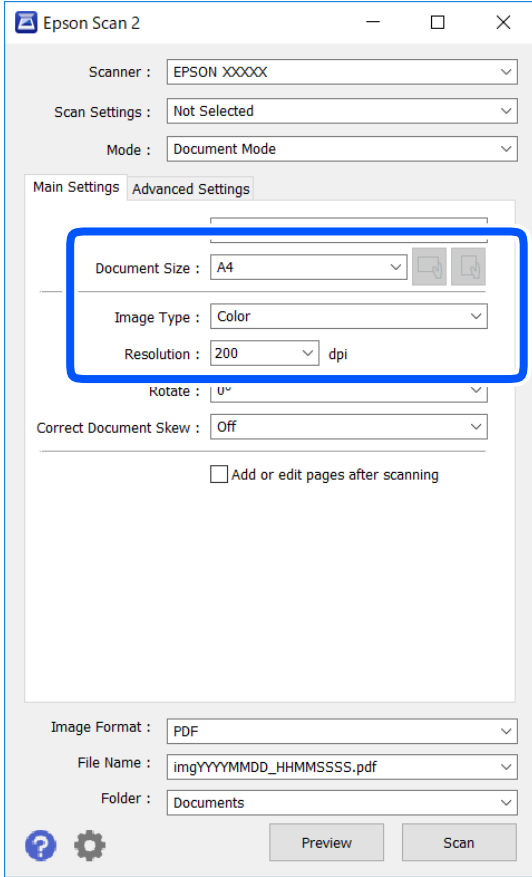 Epson Scan 2
Scanner : EPSON XXXXX
Scan Settings : Not Selected
Mode : Document Mode
Main Settings Advanced Settings
Document Size : A4
Image Type : Color
Resolution : 200 dpi
Rotate : 0º
Correct Document Skew : Off
Add or edit pages after scanning
Image Format : PDF
File Name : imgYYYYMMDD_HHMMSSSS.pdf
Folder : Documents
? Preview Scan